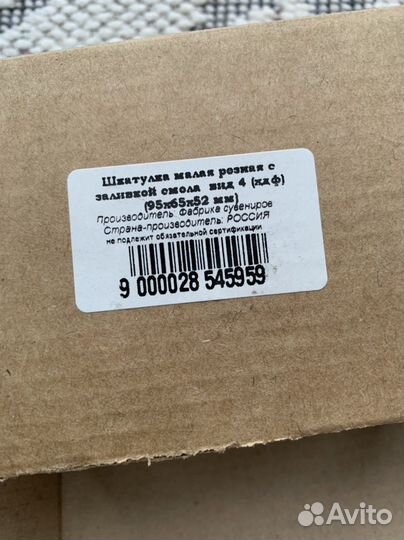 Шкатулка малая резная с
заливкой смола вид 4 (хдф)
(95х65х52 мм)
Производитель: Фабрика сувениров
Страна-производитель: РОССИЯ
не подлежит обязательной сертификации
9 000028 545959
Avito